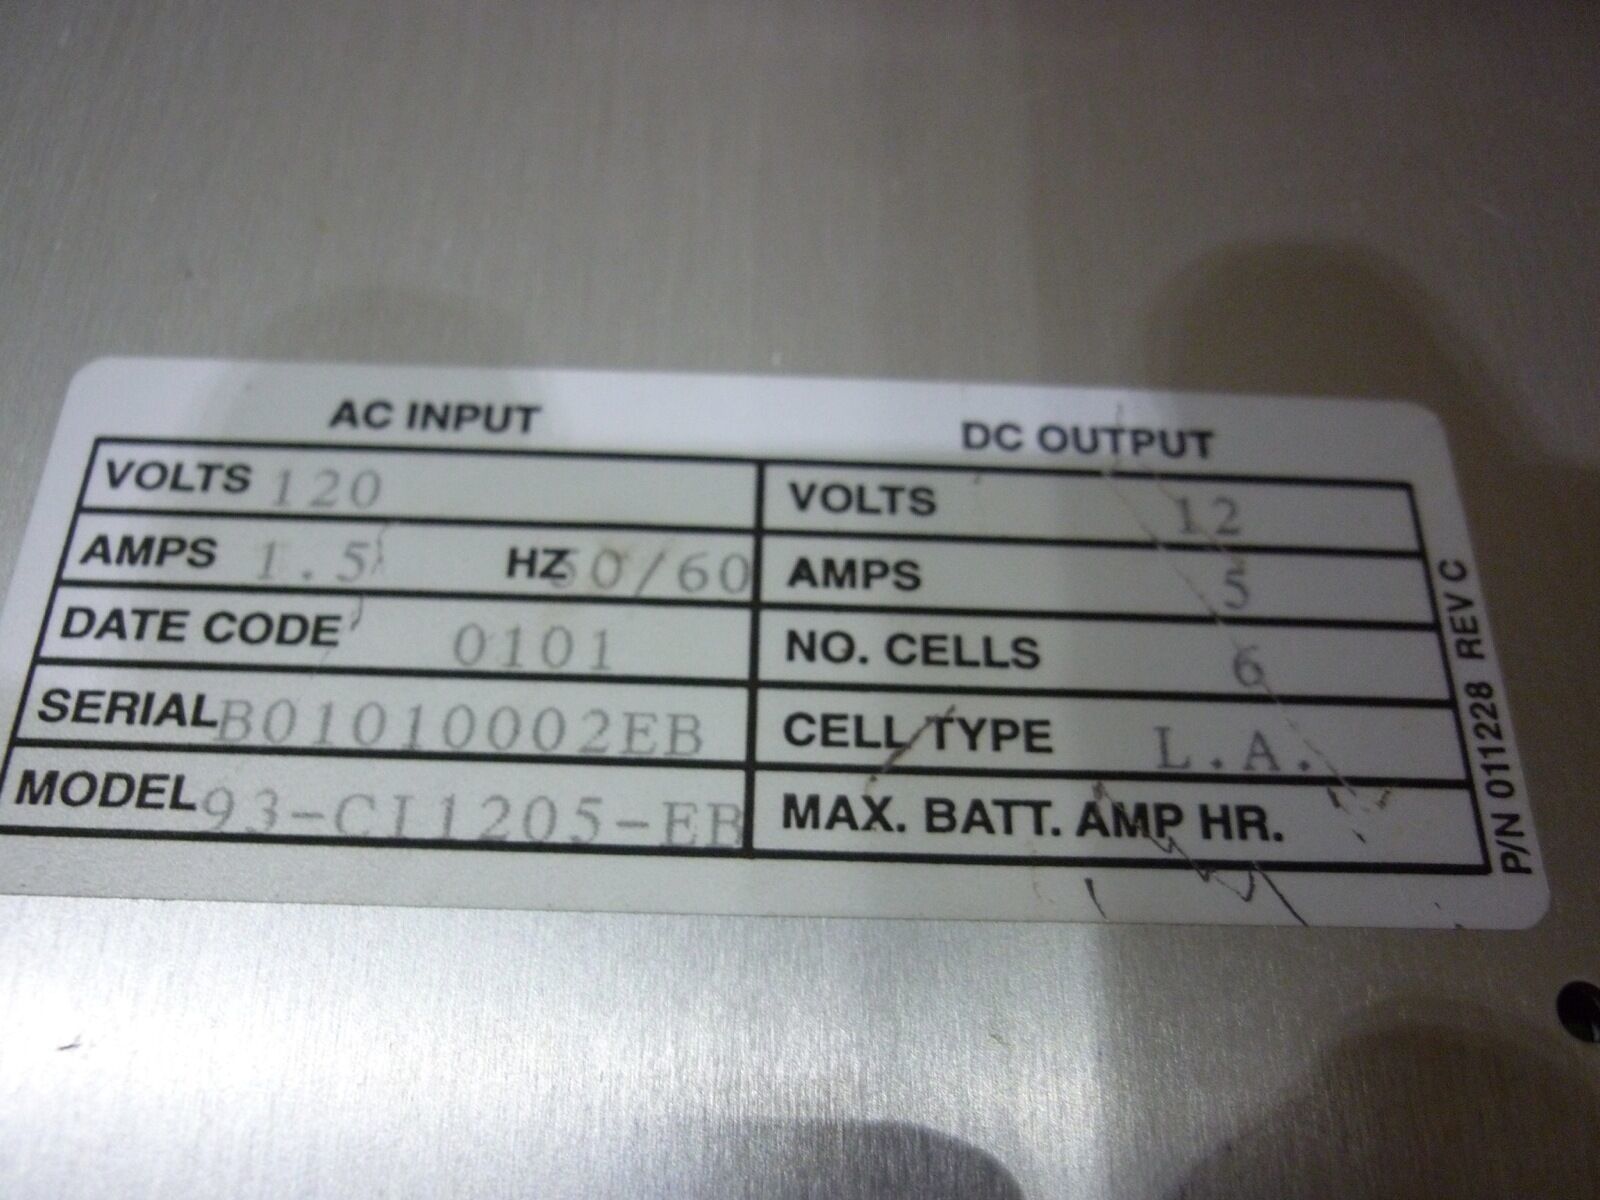 AC INPUT
DC OUTPUT
VOLTS 120
VOLTS 12
AMPS 1.5 HZ 50/60
AMPS 5
DATE CODE 0101
NO. CELLS 6
SERIAL B01010002EB
CELL TYPE L.A.
MODEL 93-CI1205-EB
MAX. BATT. AMP HR.
P/N 011228 REV C